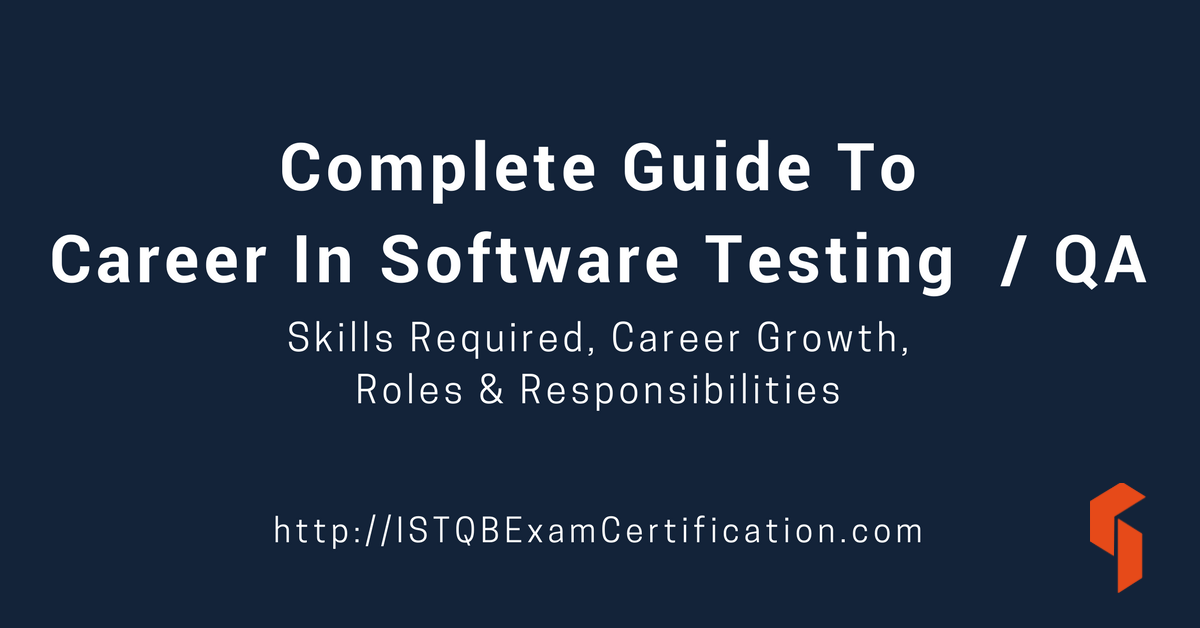 Complete Guide To
Career In Software Testing / QA
Skills Required, Career Growth,
Roles & Responsibilities
http://ISTQBExamCertification.com